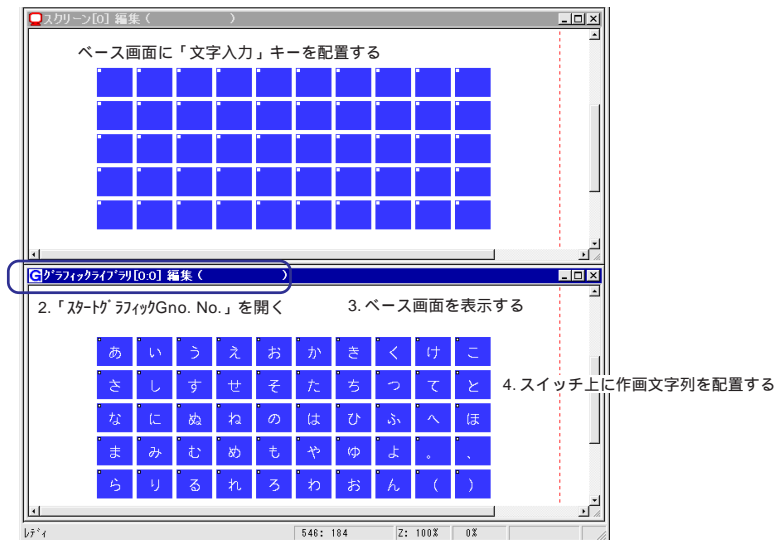 スクリーン[0] 編集 (          )
ベース画面に「文字入力」キーを配置する
G グラフィックライブラリ[0:0] 編集 (          )
2.「スタートグラフィックGno. No.」を開く
3. ベース画面を表示する
あ い う え お か き く け こ
さ し す せ そ た ち つ て と
4. スイッチ上に作画文字列を配置する
な に ぬ ね の は ひ ふ へ ほ
ま み む め も や ゆ よ 。 、
ら り る れ ろ わ お ん ( )
レディ 546: 184 Z: 100% 0%